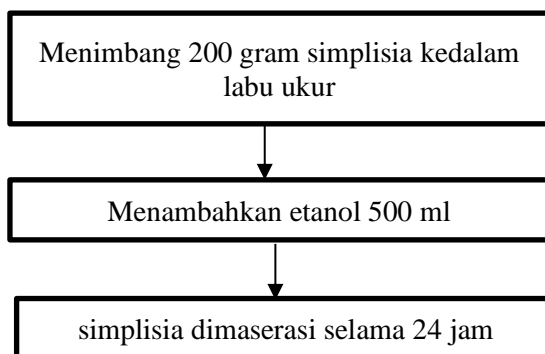 Menimbang 200 gram simplisia kedalam
labu ukur
Menambahkan etanol 500 ml
simplisia dimaserasi selama 24 jam